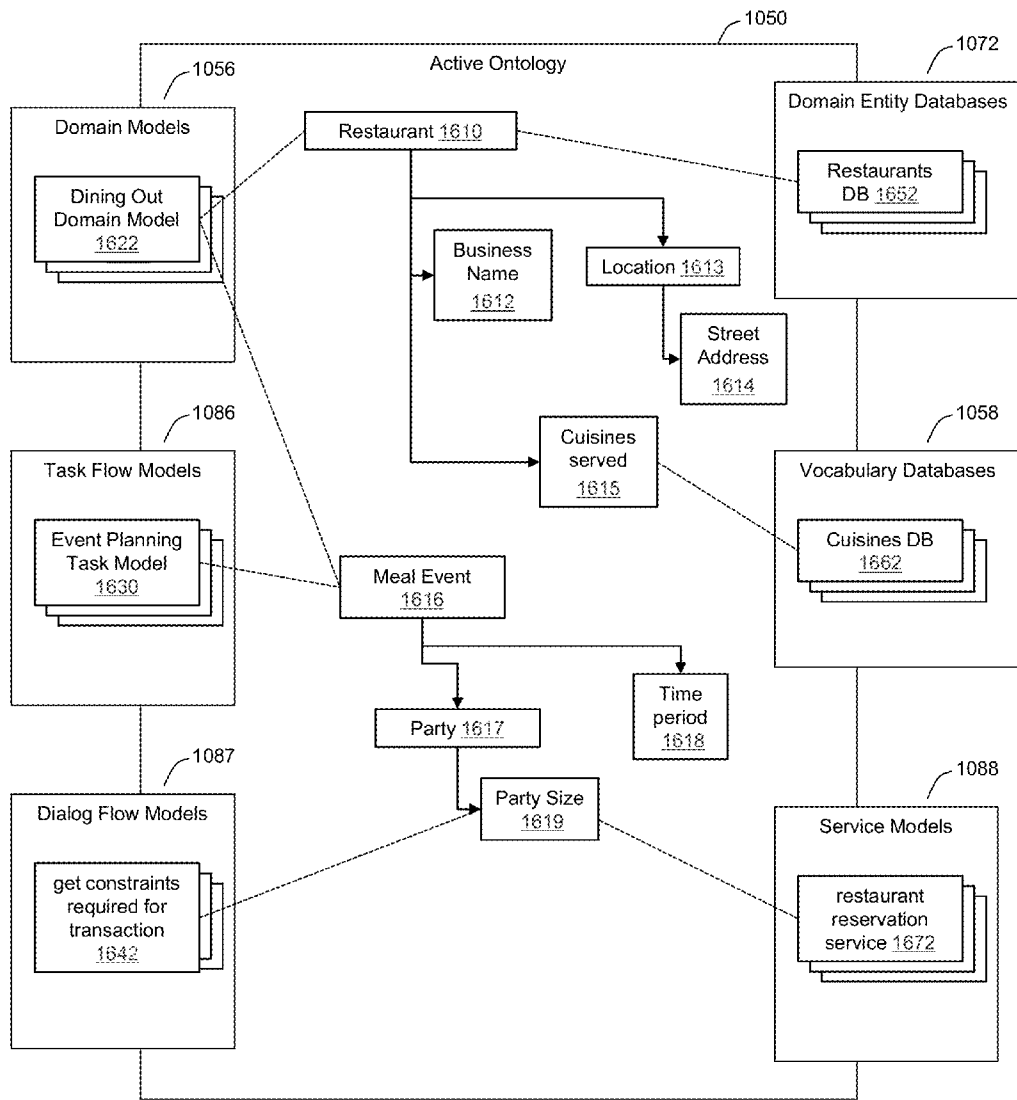 1050
Active Ontology
1056
Domain Models
Dining Out
Domain Model
1622
1072
Domain Entity Databases
Restaurants
DB 1652
Restaurant 1610
Business
Name
1612
Location 1613
Street
Address
1614
Cuisines
served
1615
1086
Task Flow Models
Event Planning
Task Model
1630
1058
Vocabulary Databases
Cuisines DB
1662
Meal Event
1616
Party 1617
Time
period
1618
Party Size
1619
1087
Dialog Flow Models
get constraints
required for
transaction
1642
1088
Service Models
restaurant
reservation
service 1672